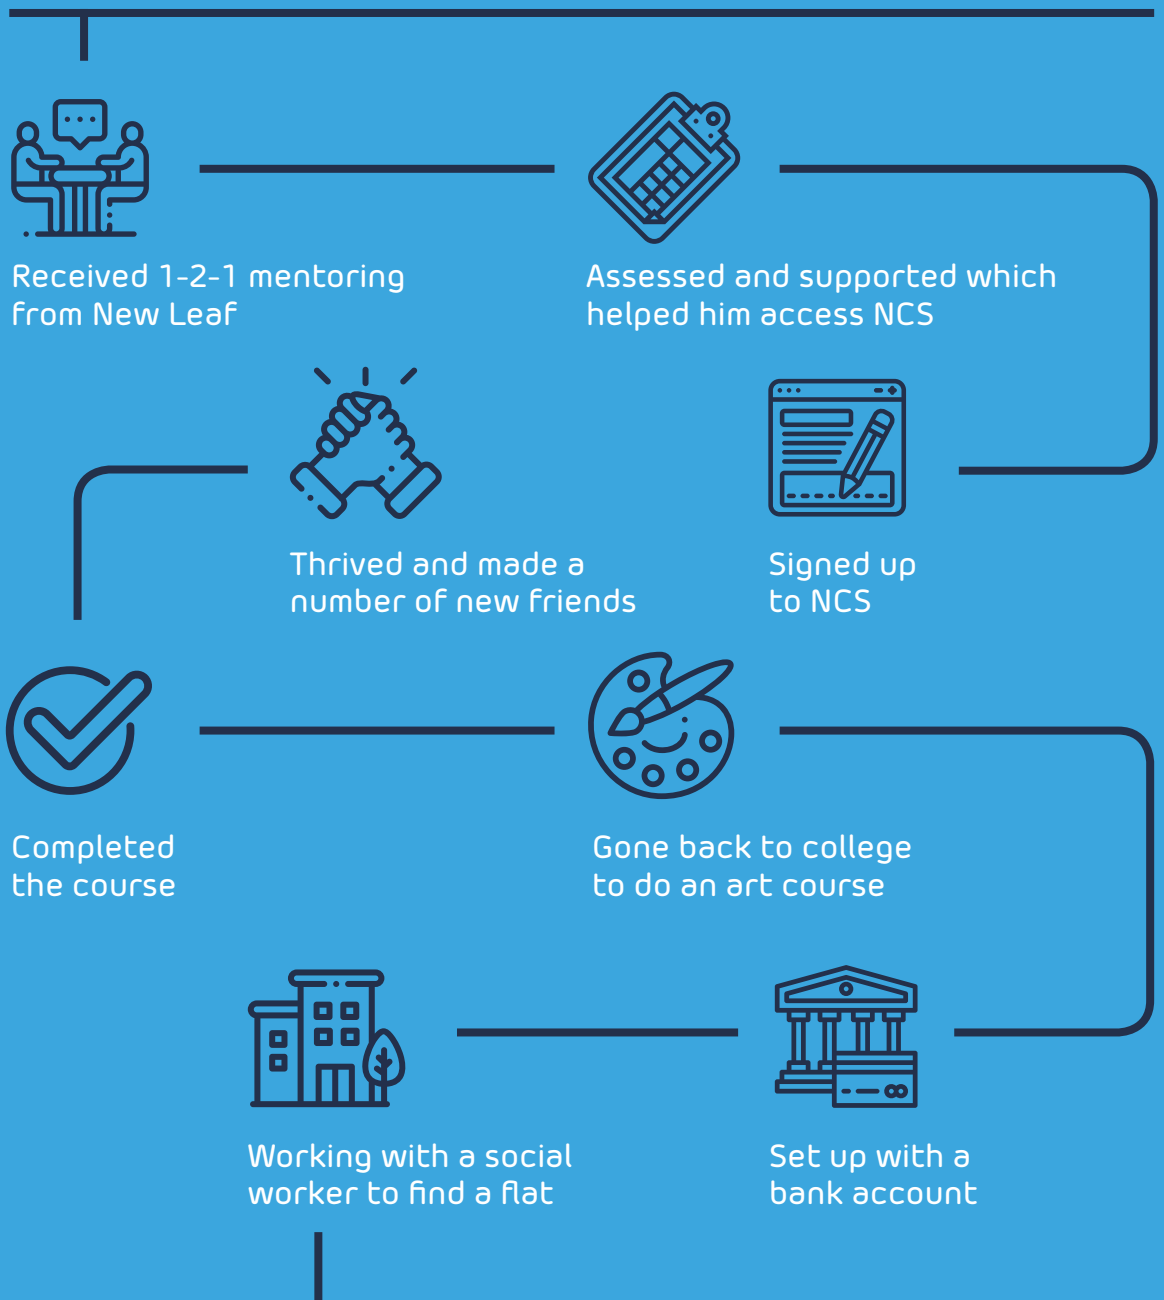 Received 1-2-1 mentoring
from New Leaf
Assessed and supported which
helped him access NCS
Signed up
to NCS
Thrived and made a
number of new friends
Completed
the course
Gone back to college
to do an art course
Set up with a
bank account
Working with a social
worker to find a flat